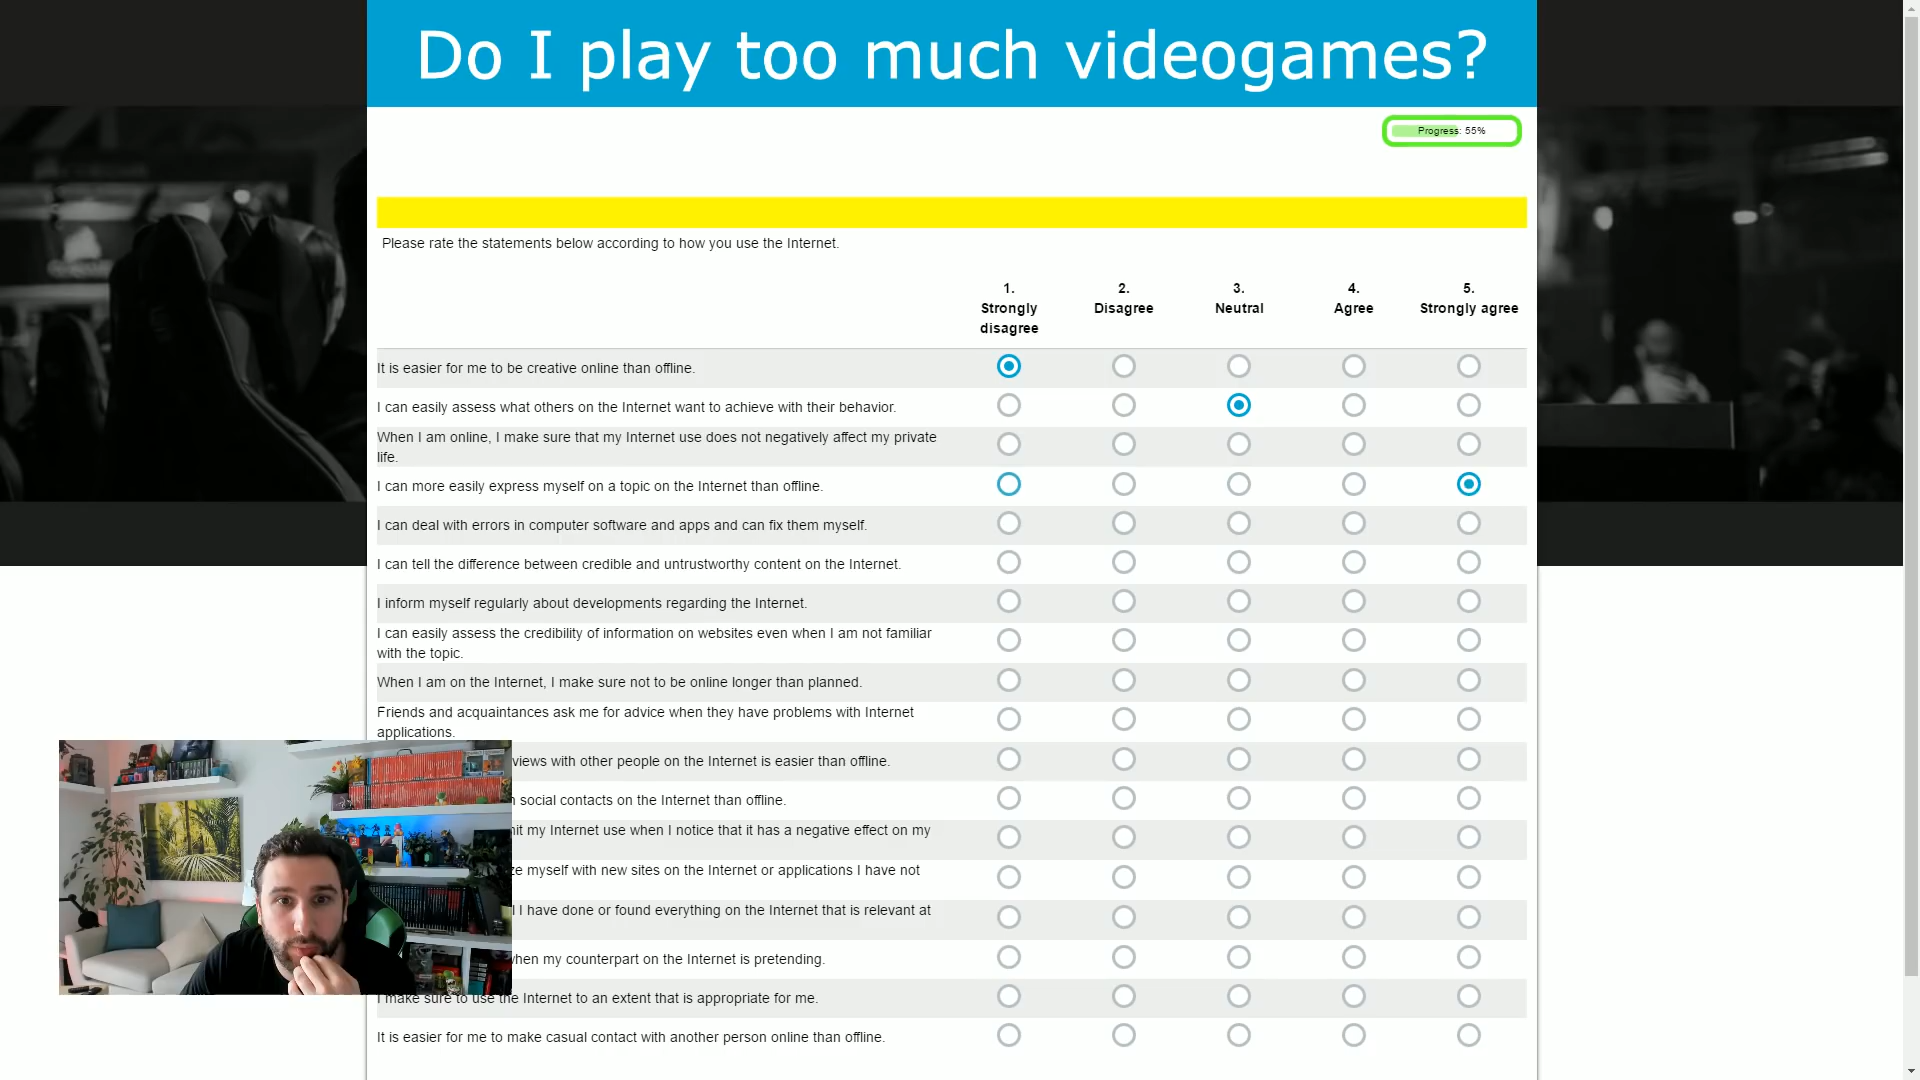 Do I play too much videogames?
Progress: 55%
Please rate the statements below according to how you use the Internet.
1. 2. 3. 4. 5.
Strongly Disagree Neutral Agree Strongly agree
disagree
It is easier for me to be creative online than offline.
I can easily assess what others on the Internet want to achieve with their behavior.
When I am online, I make sure that my Internet use does not negatively affect my private
life.
I can more easily express myself on a topic on the Internet than offline.
I can deal with errors in computer software and apps and can fix them myself.
I can tell the difference between credible and untrustworthy content on the Internet.
I inform myself regularly about developments regarding the Internet.
I can easily assess the credibility of information on websites even when I am not familiar
with the topic.
When I am on the Internet, I make sure not to be online longer than planned.
Friends and acquaintances ask me for advice when they have problems with Internet
applications.
views with other people on the Internet is easier than offline.
social contacts on the Internet than offline.
my Internet use when I notice that it has a negative effect on my
myself with new sites on the Internet or applications I have not
I have done or found everything on the Internet that is relevant at
when my counterpart on the Internet is pretending.
I make sure to use the Internet to an extent that is appropriate for me.
It is easier for me to make casual contact with another person online than offline.